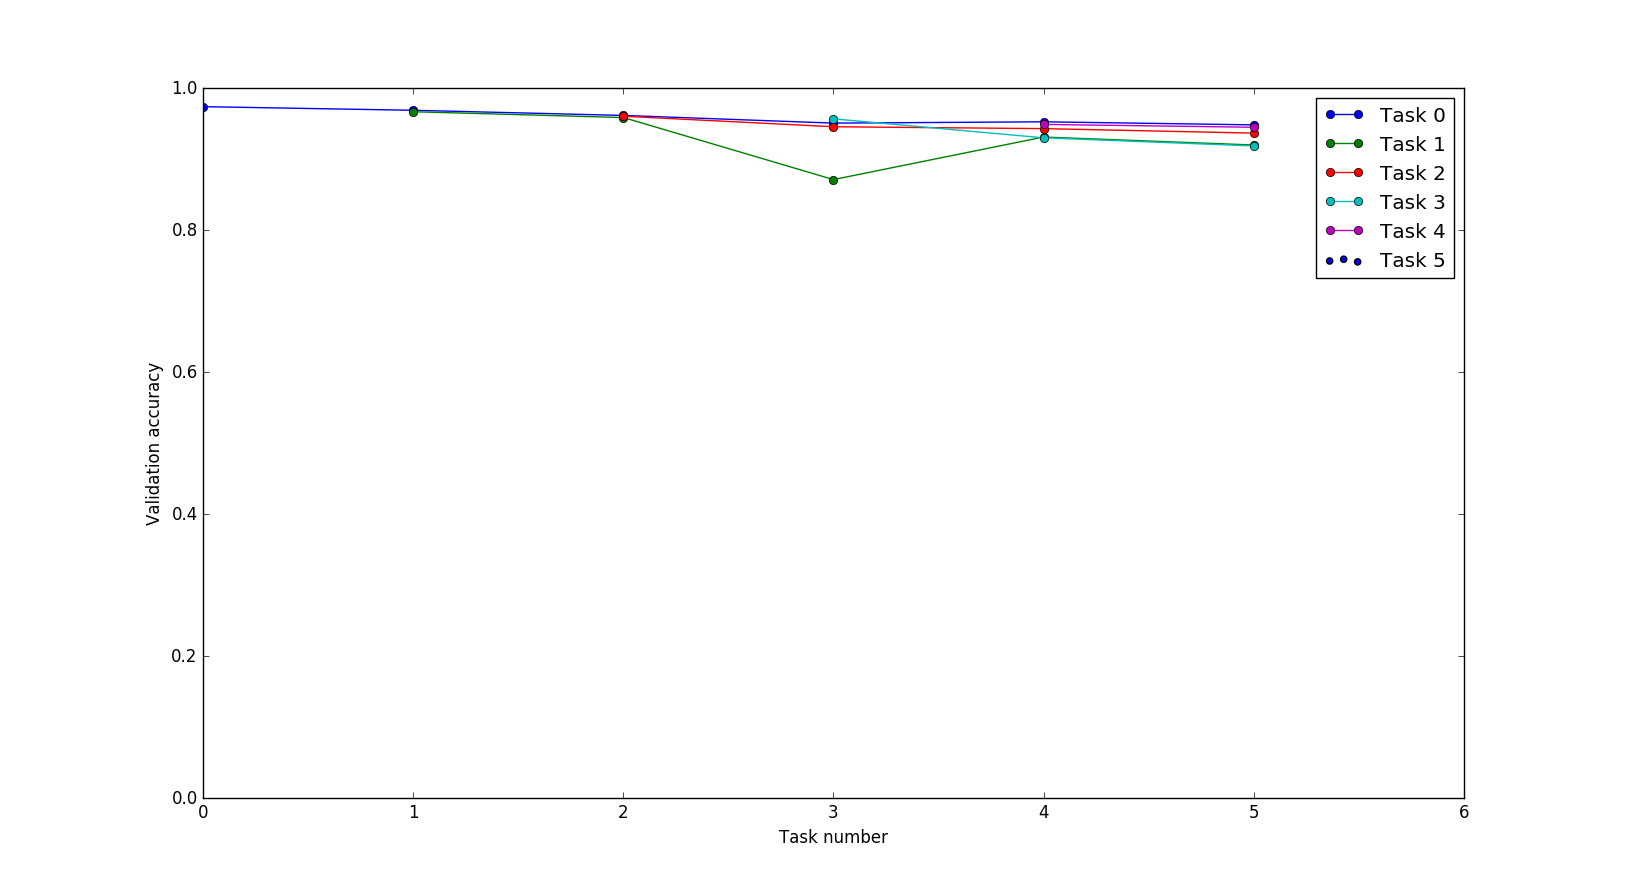 1.0
0.8
0.6
0.4
0.2
0.0
Validation accuracy
0 1 2 3 4 5 6
Task number
Task 0
Task 1
Task 2
Task 3
Task 4
Task 5